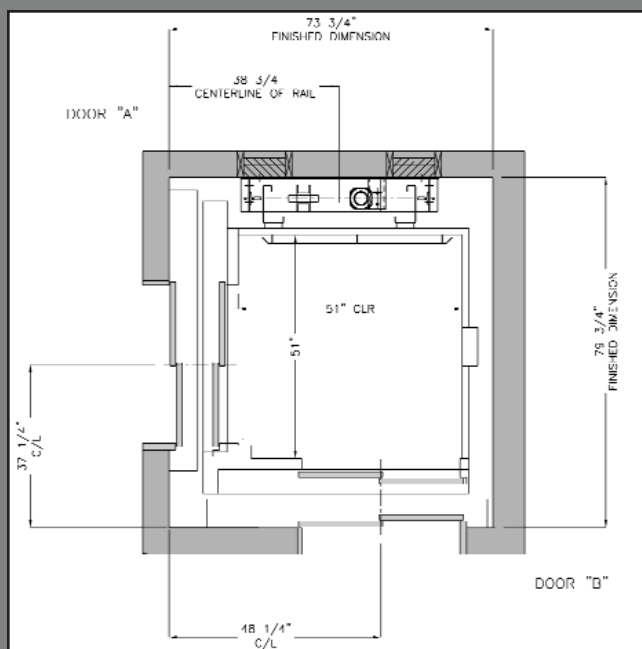 73 3/4"
FINISHED DIMENSION
38 3/4
CENTERLINE OF RAIL
DOOR "A"
51" CLR
51"
79 3/4"
FINISHED DIMENSION
37 1/4"
C/L
DOOR "B"
48 1/4"
C/L